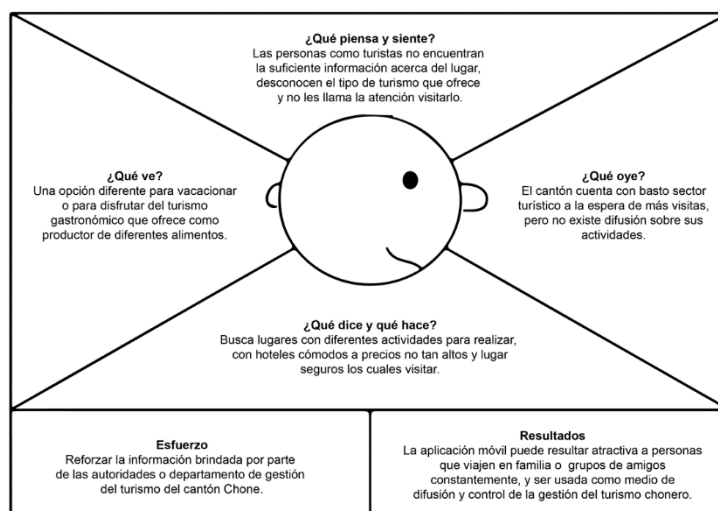 ¿Qué piensa y siente?
Las personas como turistas no encuentran
la suficiente información acerca del lugar,
desconocen el tipo de turismo que ofrece
y no les llama la atención visitarlo.
¿Qué ve?
Una opción diferente para vacacionar
o para disfrutar del turismo
gastronómico que ofrece como
productor de diferentes alimentos.
¿Qué oye?
El cantón cuenta con basto sector
turístico a la espera de más visitas,
pero no existe difusión sobre sus
actividades.
¿Qué dice y qué hace?
Busca lugares con diferentes actividades para realizar,
con hoteles cómodos a precios no tan altos y lugar
seguros los cuales visitar.
Esfuerzo
Reforzar la información brindada por parte
de las autoridades o departamento de gestión
del turismo del cantón Chone.
Resultados
La aplicación móvil puede resultar atractiva a personas
que viajen en familia o grupos de amigos
constantemente, y ser usada como medio de
difusión y control de la gestión del turismo chonero.